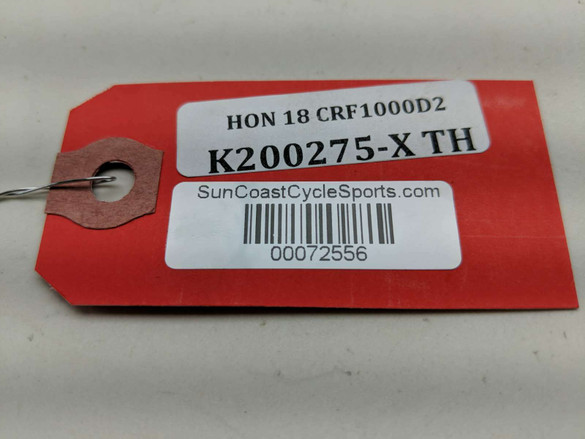 HON 18 CRF1000D2
K200275-X TH
SunCoastCycleSports.com
00072556